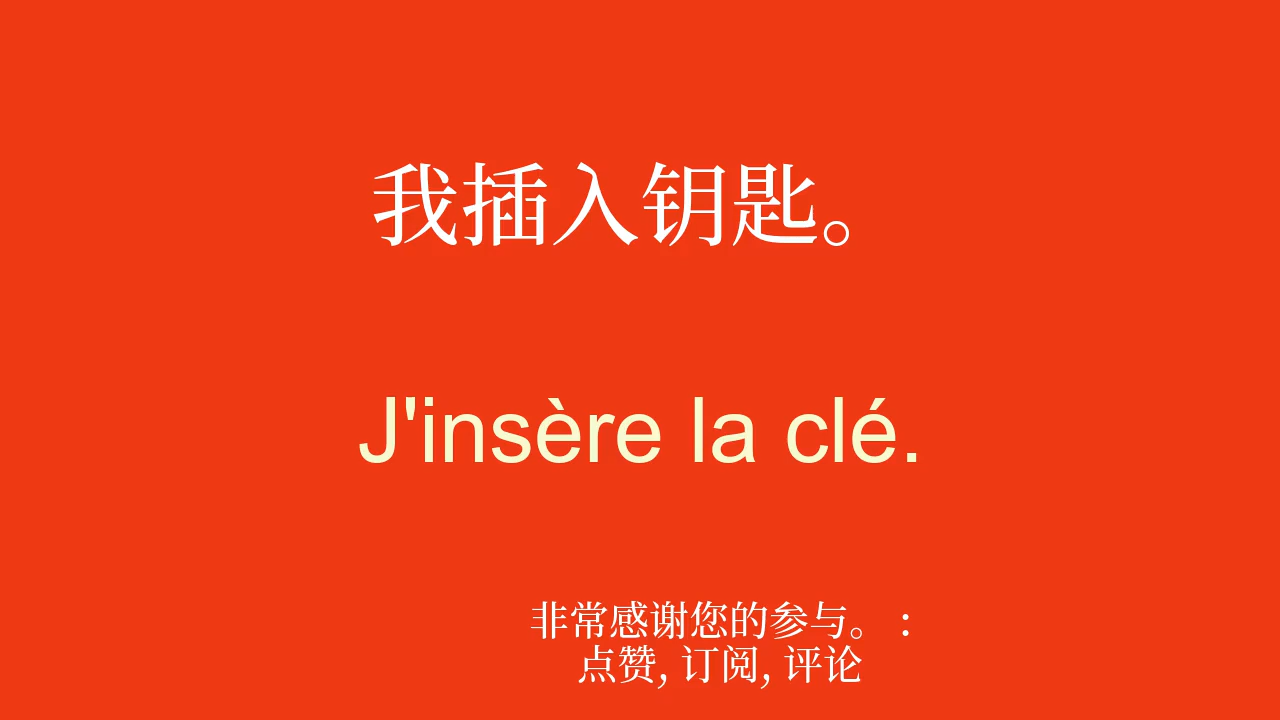 我插入钥匙。
J'insère la clé.
非常感谢您的参与。 :
点赞, 订阅, 评论